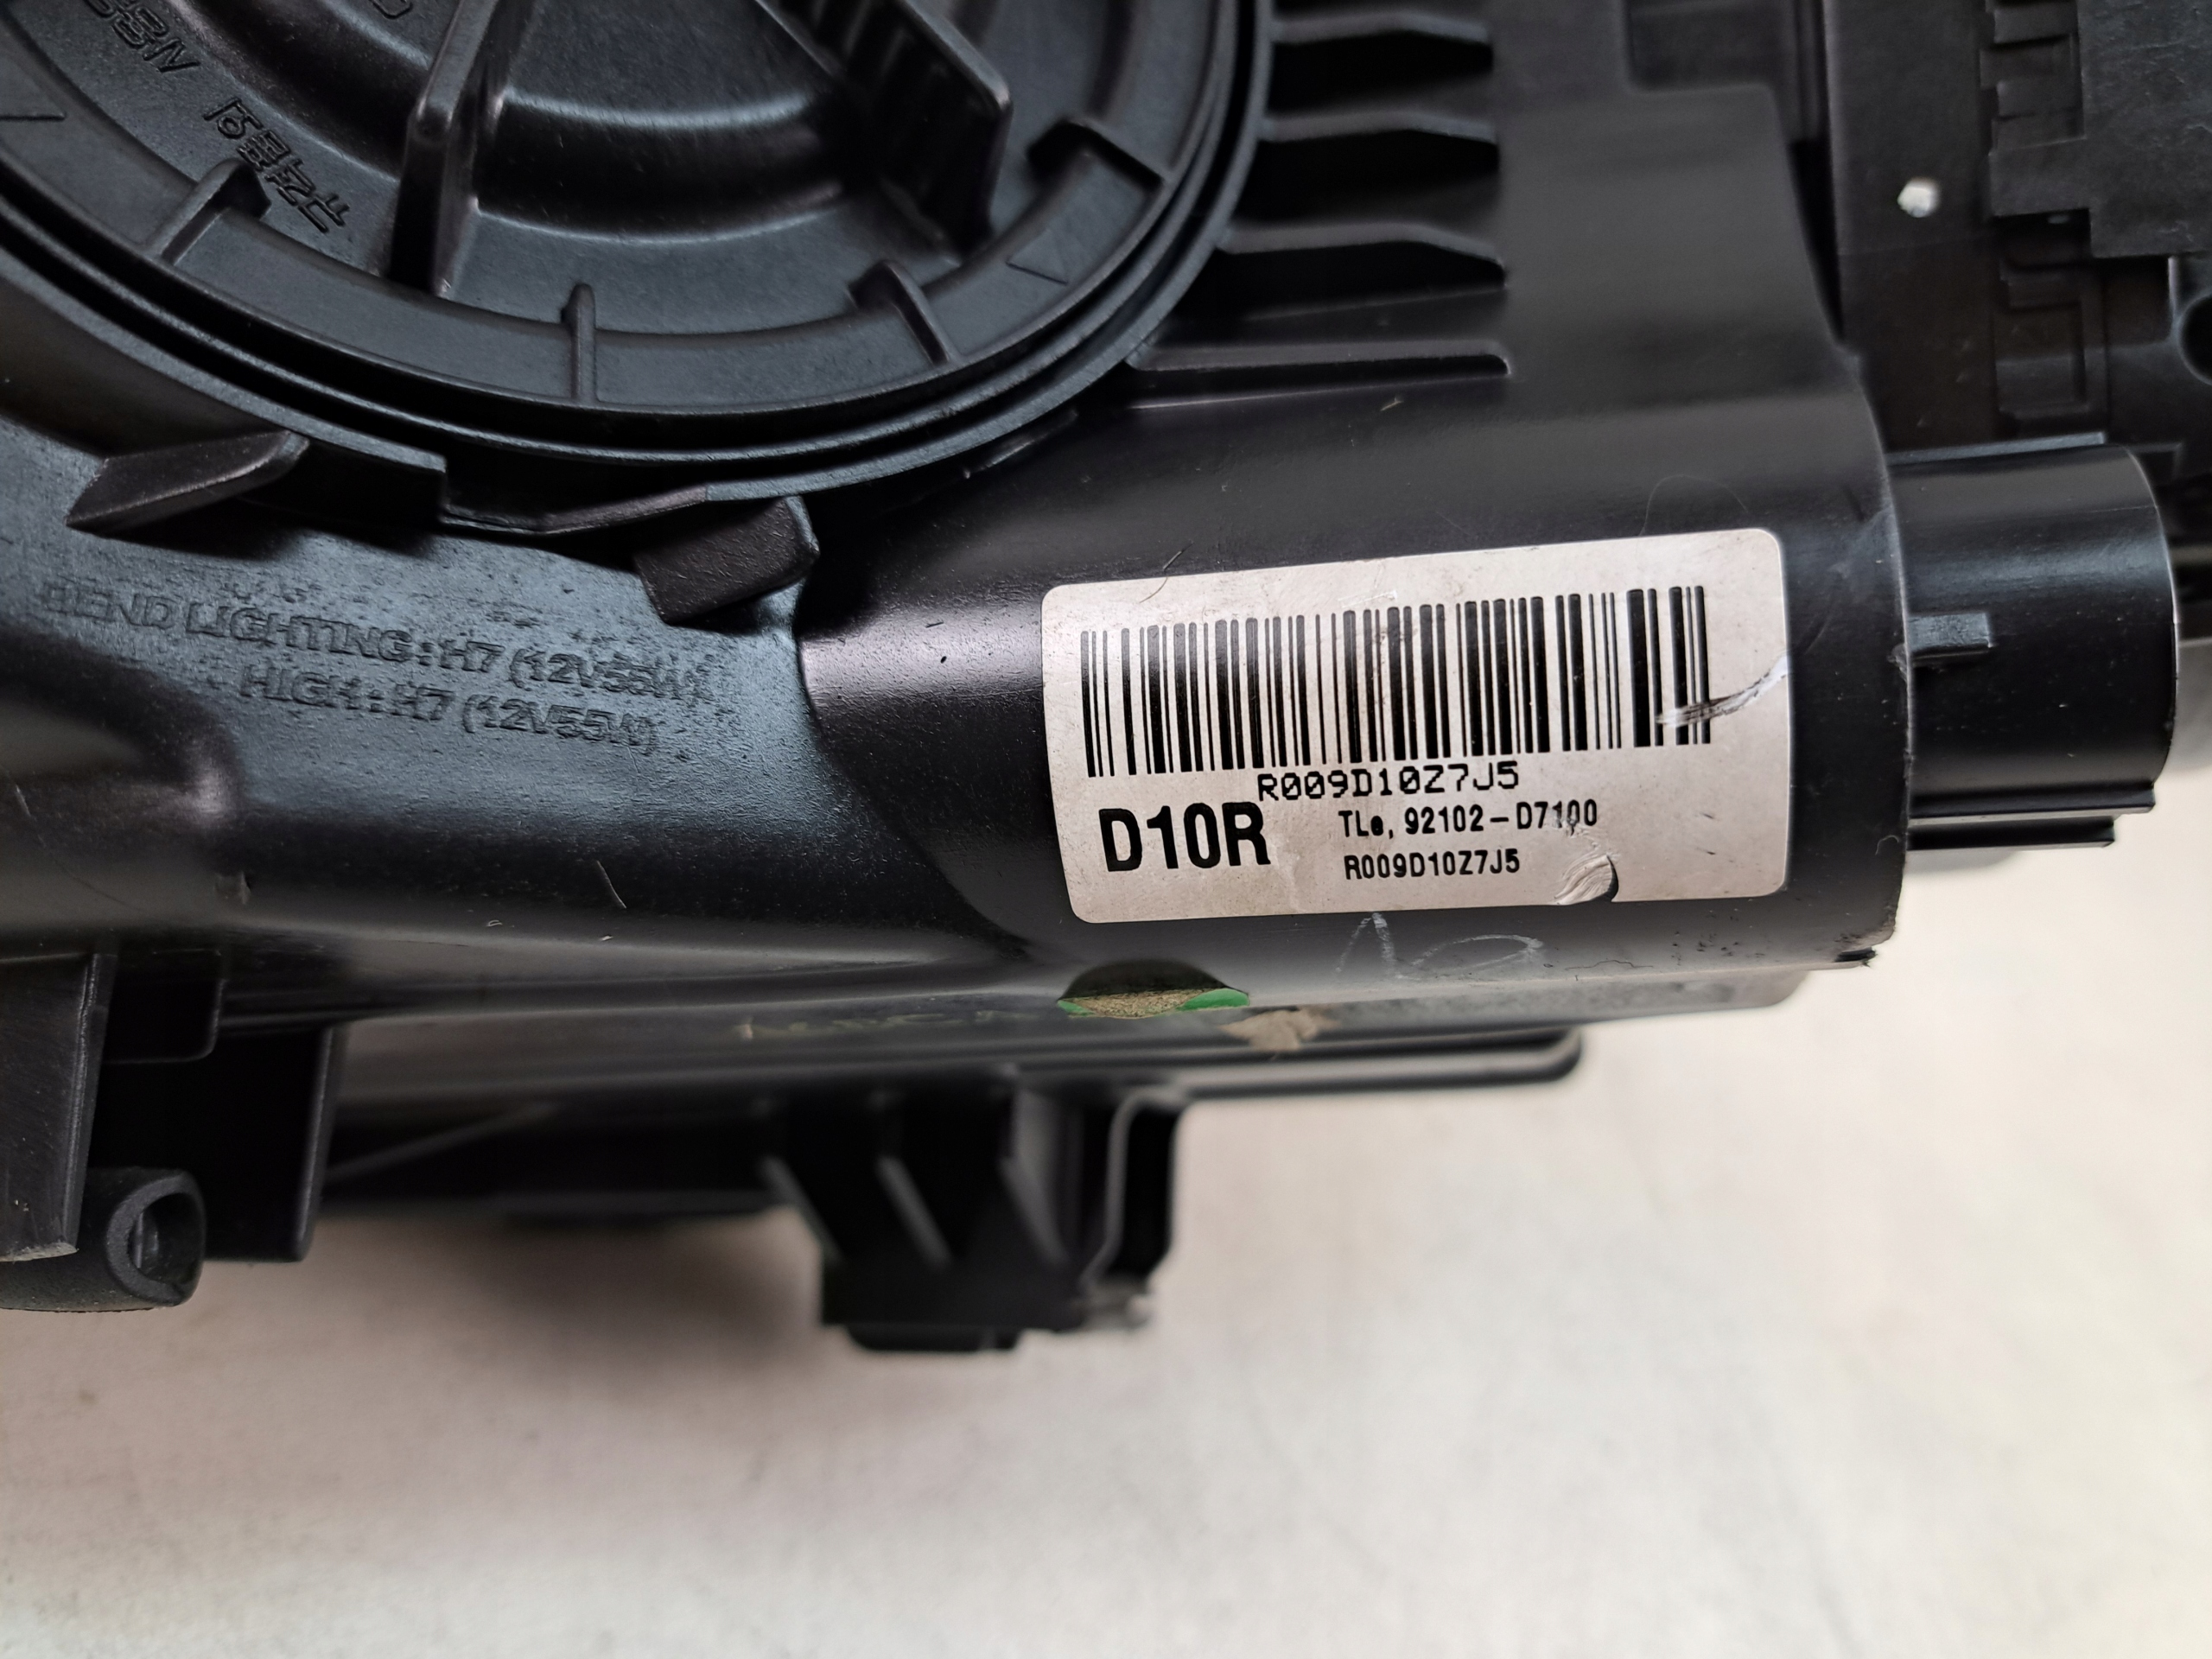 BEND LIGHTING : H7 (12V55W)
HIGH : H7 (12V55W)
R009D10Z7J5
D10R
TLe, 92102-D7100
R009D10Z7J5